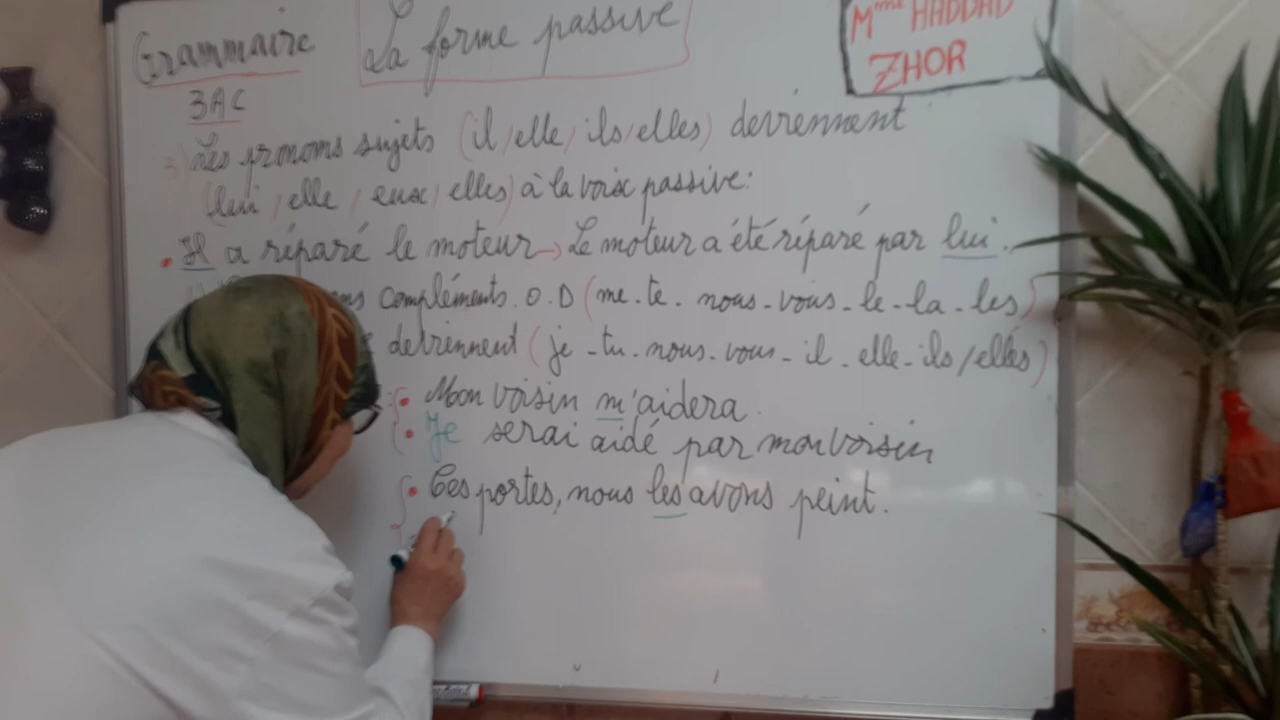 Grammaire
La forme passive
Mme HADDAD
ZHOR
3AC
3) Les pronoms sujets (il / elle / ils / elles) deviennent
(lui / elle / eux / elles) à la voix passive:
• Il a réparé le moteur → Le moteur a été réparé par lui.
compléments. O. D (me - te - nous - vous - le - la - les)
deviennent (je - tu - nous - vous - il - elle - ils / elles)
• Mon voisin m'aidera.
• Je serai aidé par mon voisin
• Ces portes, nous les avons peint.